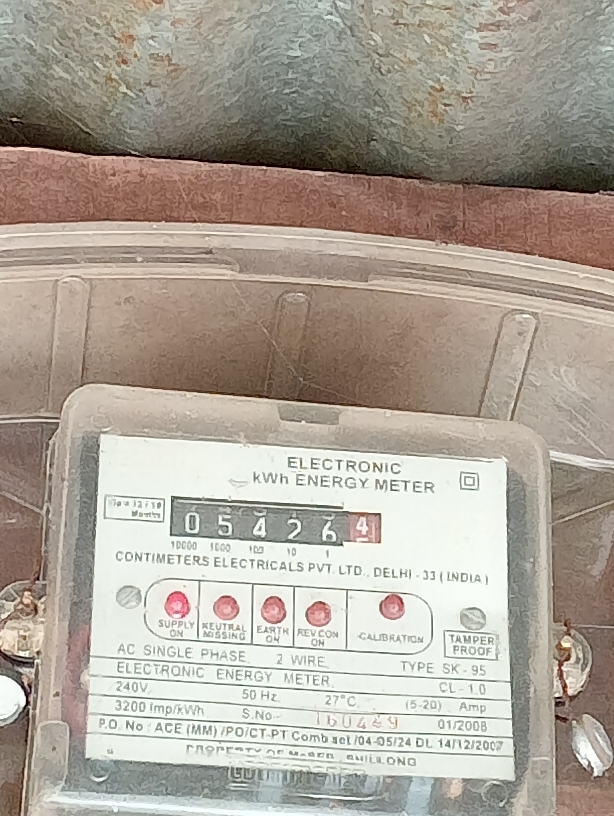 ELECTRONIC
kWh ENERGY METER
Months
0 5 4 2 6 4
10000 1000 100 10 1
CONTIMETERS ELECTRICALS PVT. LTD., DELHI - 33 ( INDIA )
SUPPLY ON NEUTRAL MISSING EARTH ON REV.CON ON CALIBRATION
TAMPER PROOF
AC SINGLE PHASE, 2 WIRE TYPE SK - 95
ELECTRONIC ENERGY METER CL - 1.0
240V. 50 Hz 27°C. (5-20) Amp
3200 Imp/kWh S.No 160449 01/2008
P.O. No : ACE (MM) /PO/CT-PT Comb set /04-05/24 Dt. 14/12/2007
PROPERTY OF SHILLONG